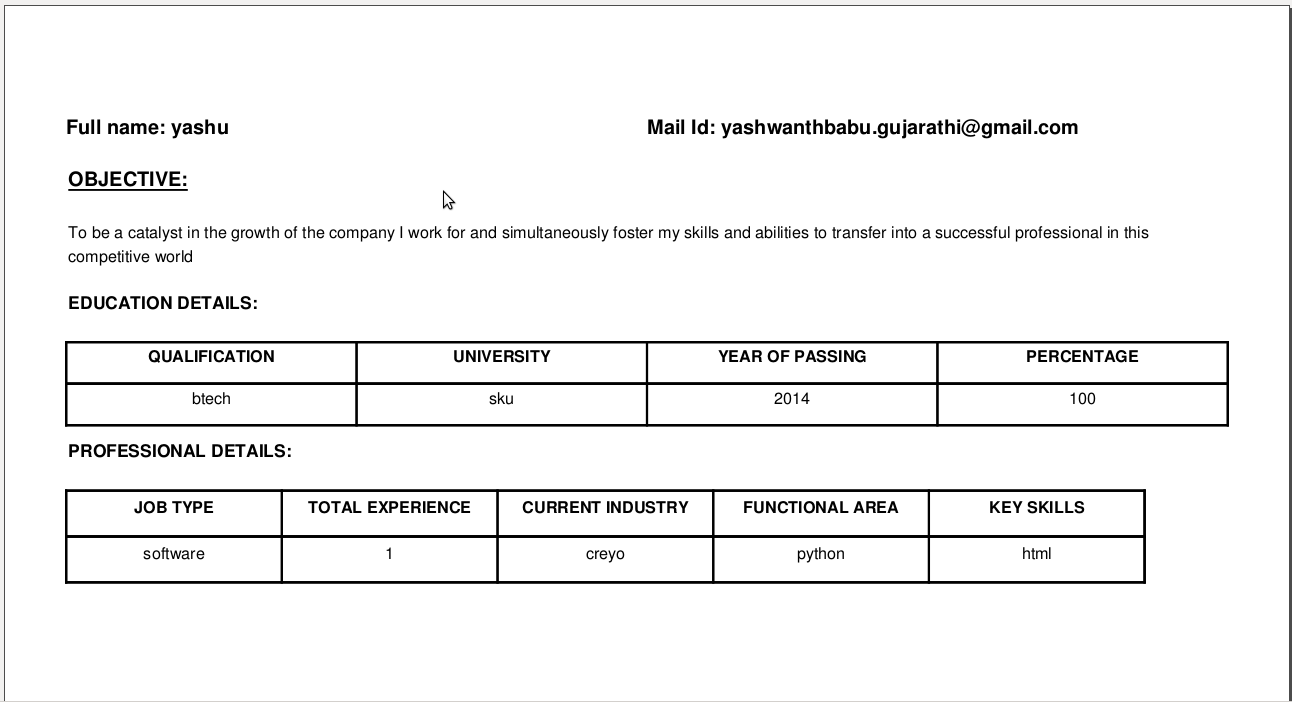 Full name: yashu Mail Id: yashwanthbabu.gujarathi@gmail.com
OBJECTIVE:
To be a catalyst in the growth of the company I work for and simultaneously foster my skills and abilities to transfer into a successful professional in this
competitive world
EDUCATION DETAILS:
QUALIFICATION UNIVERSITY YEAR OF PASSING PERCENTAGE
btech sku 2014 100
PROFESSIONAL DETAILS:
JOB TYPE TOTAL EXPERIENCE CURRENT INDUSTRY FUNCTIONAL AREA KEY SKILLS
software 1 creyo python html